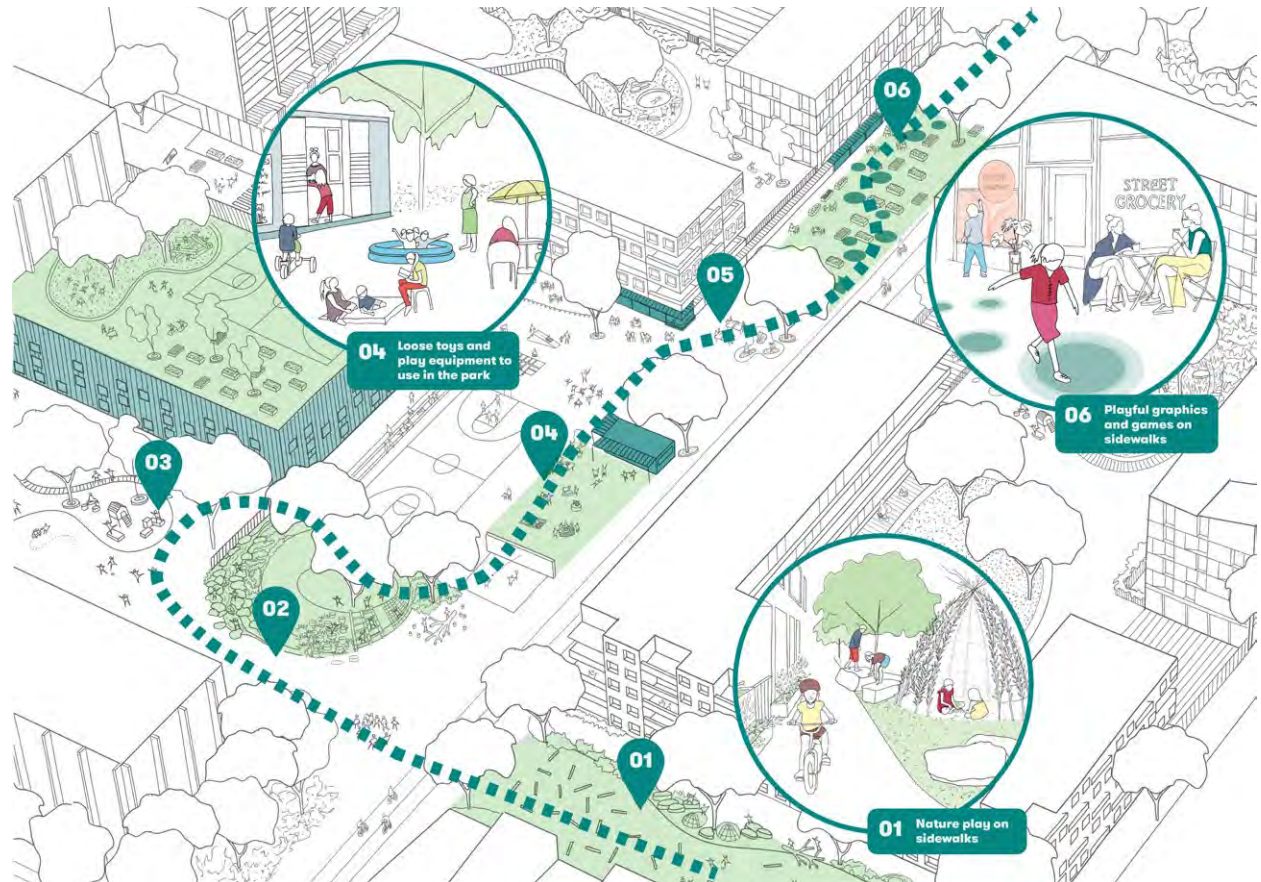 06
STREET
GROCERY
05
04 Loose toys and
play equipment to
use in the park
06 Playful graphics
and games on
sidewalks
04
03
02
01
01 Nature play on
sidewalks